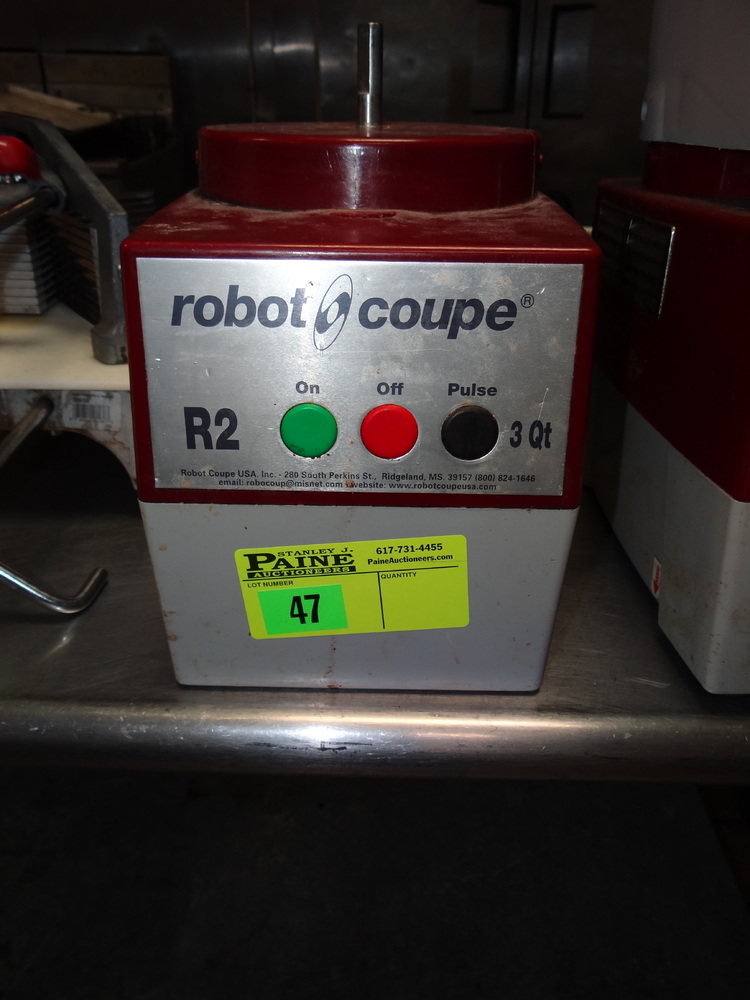 robot coupe®
On Off Pulse
R2 3 Qt
Robot Coupe USA. Inc. - 280 South Perkins St., Ridgeland, MS. 39157 (800) 824-1646
email: robocoup@misnet.com - website: www.robotcoupeusa.com
STANLEY J.
PAINE
AUCTIONEERS
617-731-4455
PaineAuctioneers.com
LOT NUMBER
QUANTITY
47